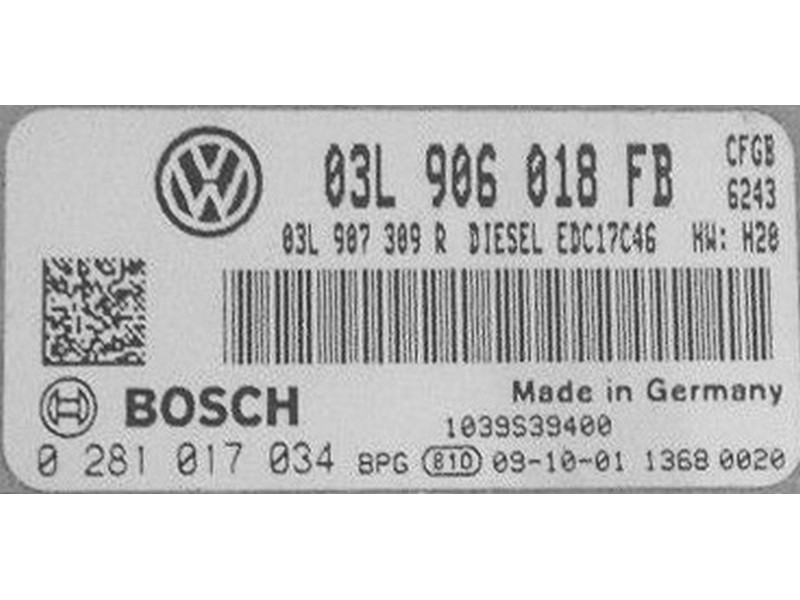 03L 906 018 FB CFGB
6243
03L 907 309 R DIESEL EDC17C46 HW: H20
BOSCH Made in Germany
1039S39400
0 281 017 034 BPG 810 09-10-01 1368 0020